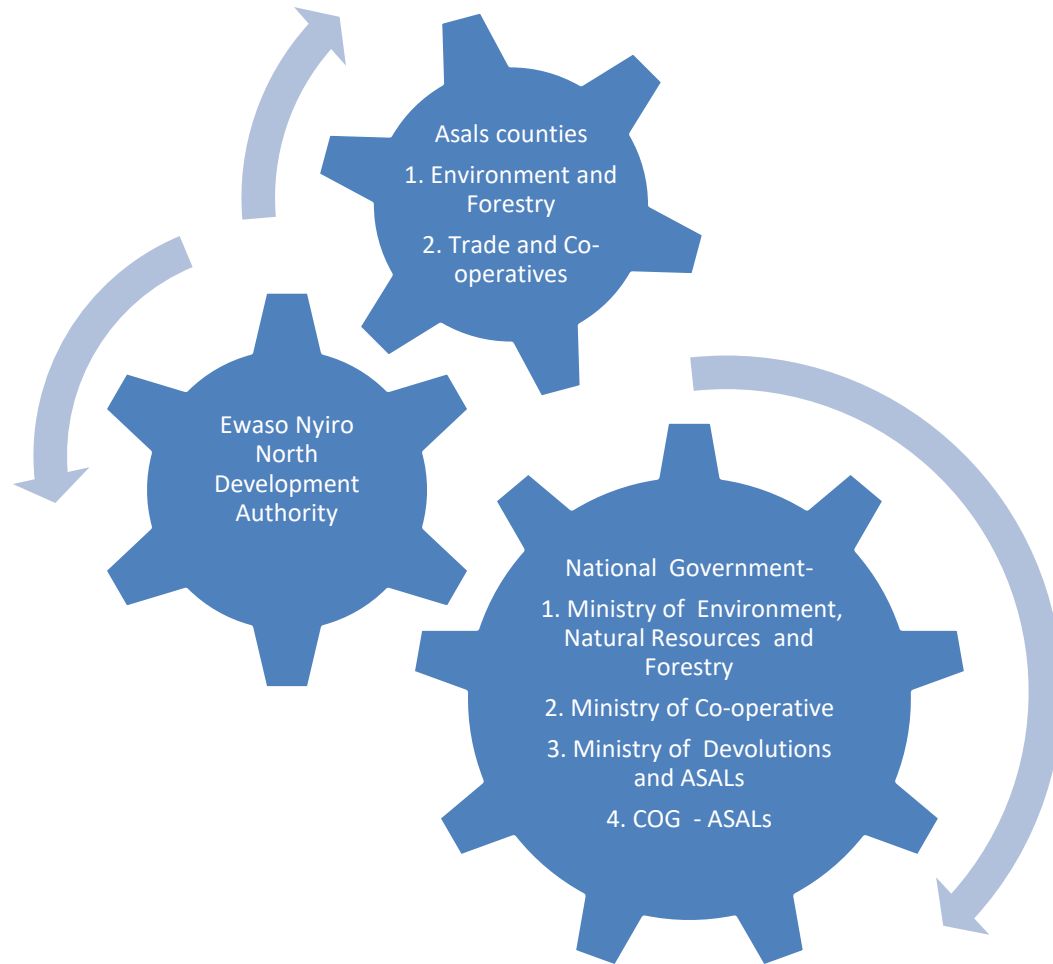 Asals counties
1. Environment and
Forestry
2. Trade and Co-
operatives
Ewaso Nyiro
North
Development
Authority
National  Government-
1. Ministry of  Environment,
Natural Resources  and
Forestry
2. Ministry of Co-operative
3. Ministry of  Devolutions
and ASALs
4. COG  - ASALs